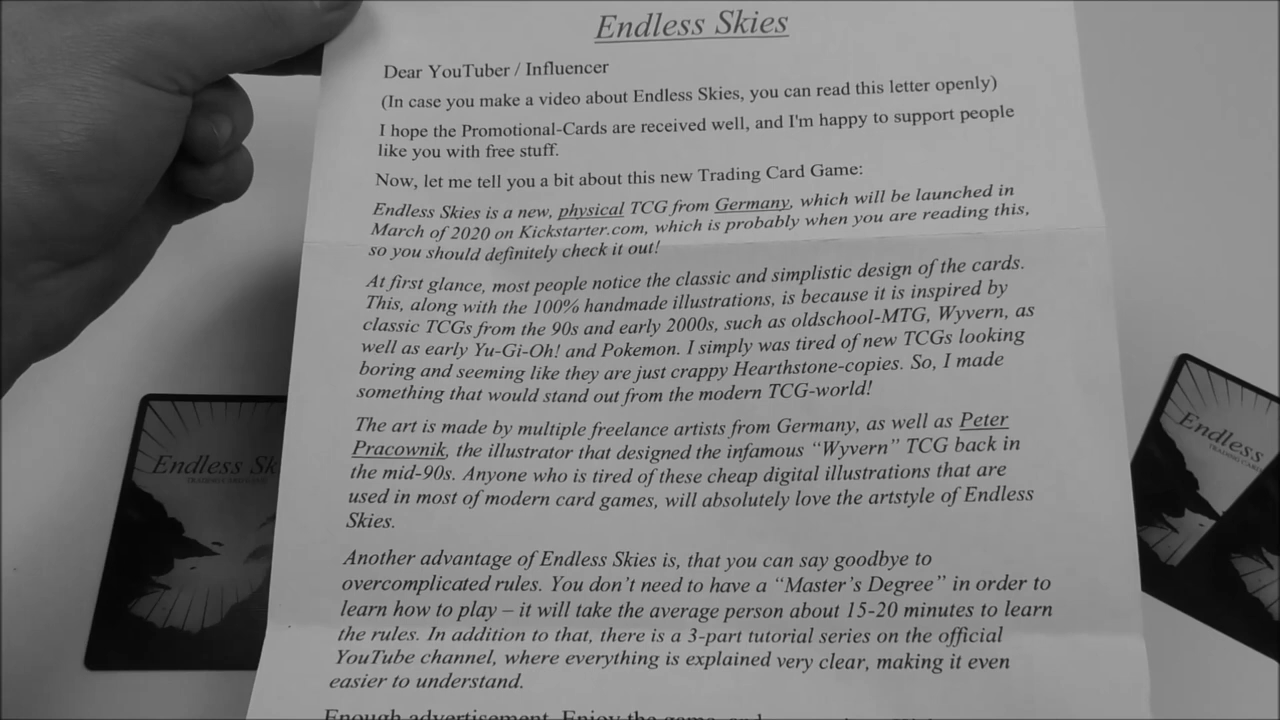 Endless Skies
Dear YouTuber / Influencer
(In case you make a video about Endless Skies, you can read this letter openly)
I hope the Promotional-Cards are received well, and I'm happy to support people
like you with free stuff.
Now, let me tell you a bit about this new Trading Card Game:
Endless Skies is a new, physical TCG from Germany, which will be launched in
March of 2020 on Kickstarter.com, which is probably when you are reading this,
so you should definitely check it out!
At first glance, most people notice the classic and simplistic design of the cards.
This, along with the 100% handmade illustrations, is because it is inspired by
classic TCGs from the 90s and early 2000s, such as oldschool-MTG, Wyvern, as
well as early Yu-Gi-Oh! and Pokemon. I simply was tired of new TCGs looking
boring and seeming like they are just crappy Hearthstone-copies. So, I made
something that would stand out from the modern TCG-world!
The art is made by multiple freelance artists from Germany, as well as Peter
Pracownik, the illustrator that designed the infamous “Wyvern” TCG back in
the mid-90s. Anyone who is tired of these cheap digital illustrations that are
used in most of modern card games, will absolutely love the artstyle of Endless
Skies.
Another advantage of Endless Skies is, that you can say goodbye to
overcomplicated rules. You don’t need to have a “Master’s Degree” in order to
learn how to play – it will take the average person about 15-20 minutes to learn
the rules. In addition to that, there is a 3-part tutorial series on the official
YouTube channel, where everything is explained very clear, making it even
easier to understand.
Enough advertisement. Enjoy the game, and
Endless Sk
TRADING CARD GAME
Endless
TRADING CARD